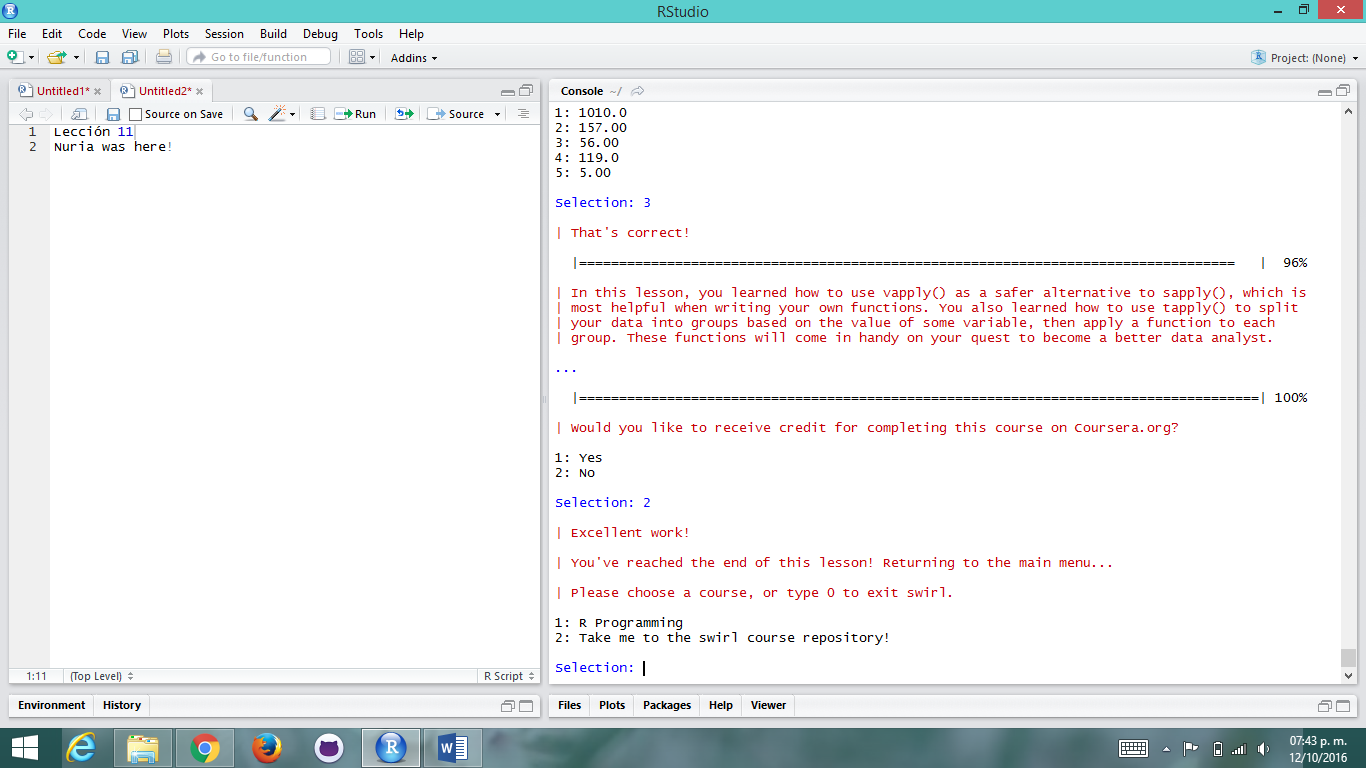 RStudio
File Edit Code View Plots Session Build Debug Tools Help
Go to file/function
Addins
Project: (None)
Untitled1*
Untitled2*
Source on Save
Run
Source
1 Lección 11
2 Nuria was here!
1:11
(Top Level)
R Script
Environment
History
Console ~/
1: 1010.0
2: 157.00
3: 56.00
4: 119.0
5: 5.00
Selection: 3
| That's correct!
|==================================================================================   |  96%
| In this lesson, you learned how to use vapply() as a safer alternative to sapply(), which is
| most helpful when writing your own functions. You also learned how to use tapply() to split
| your data into groups based on the value of some variable, then apply a function to each
| group. These functions will come in handy on your quest to become a better data analyst.
...
|=====================================================================================| 100%
| Would you like to receive credit for completing this course on Coursera.org?
1: Yes
2: No
Selection: 2
| Excellent work!
| You've reached the end of this lesson! Returning to the main menu...
| Please choose a course, or type 0 to exit swirl.
1: R Programming
2: Take me to the swirl course repository!
Selection:
Files
Plots
Packages
Help
Viewer
07:43 p. m.
12/10/2016